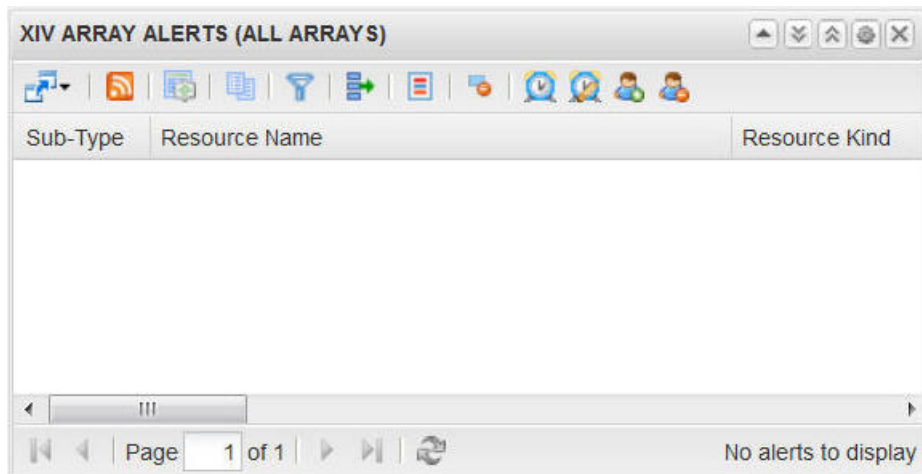 XIV ARRAY ALERTS (ALL ARRAYS)
Sub-Type Resource Name Resource Kind
Page 1 of 1 No alerts to display